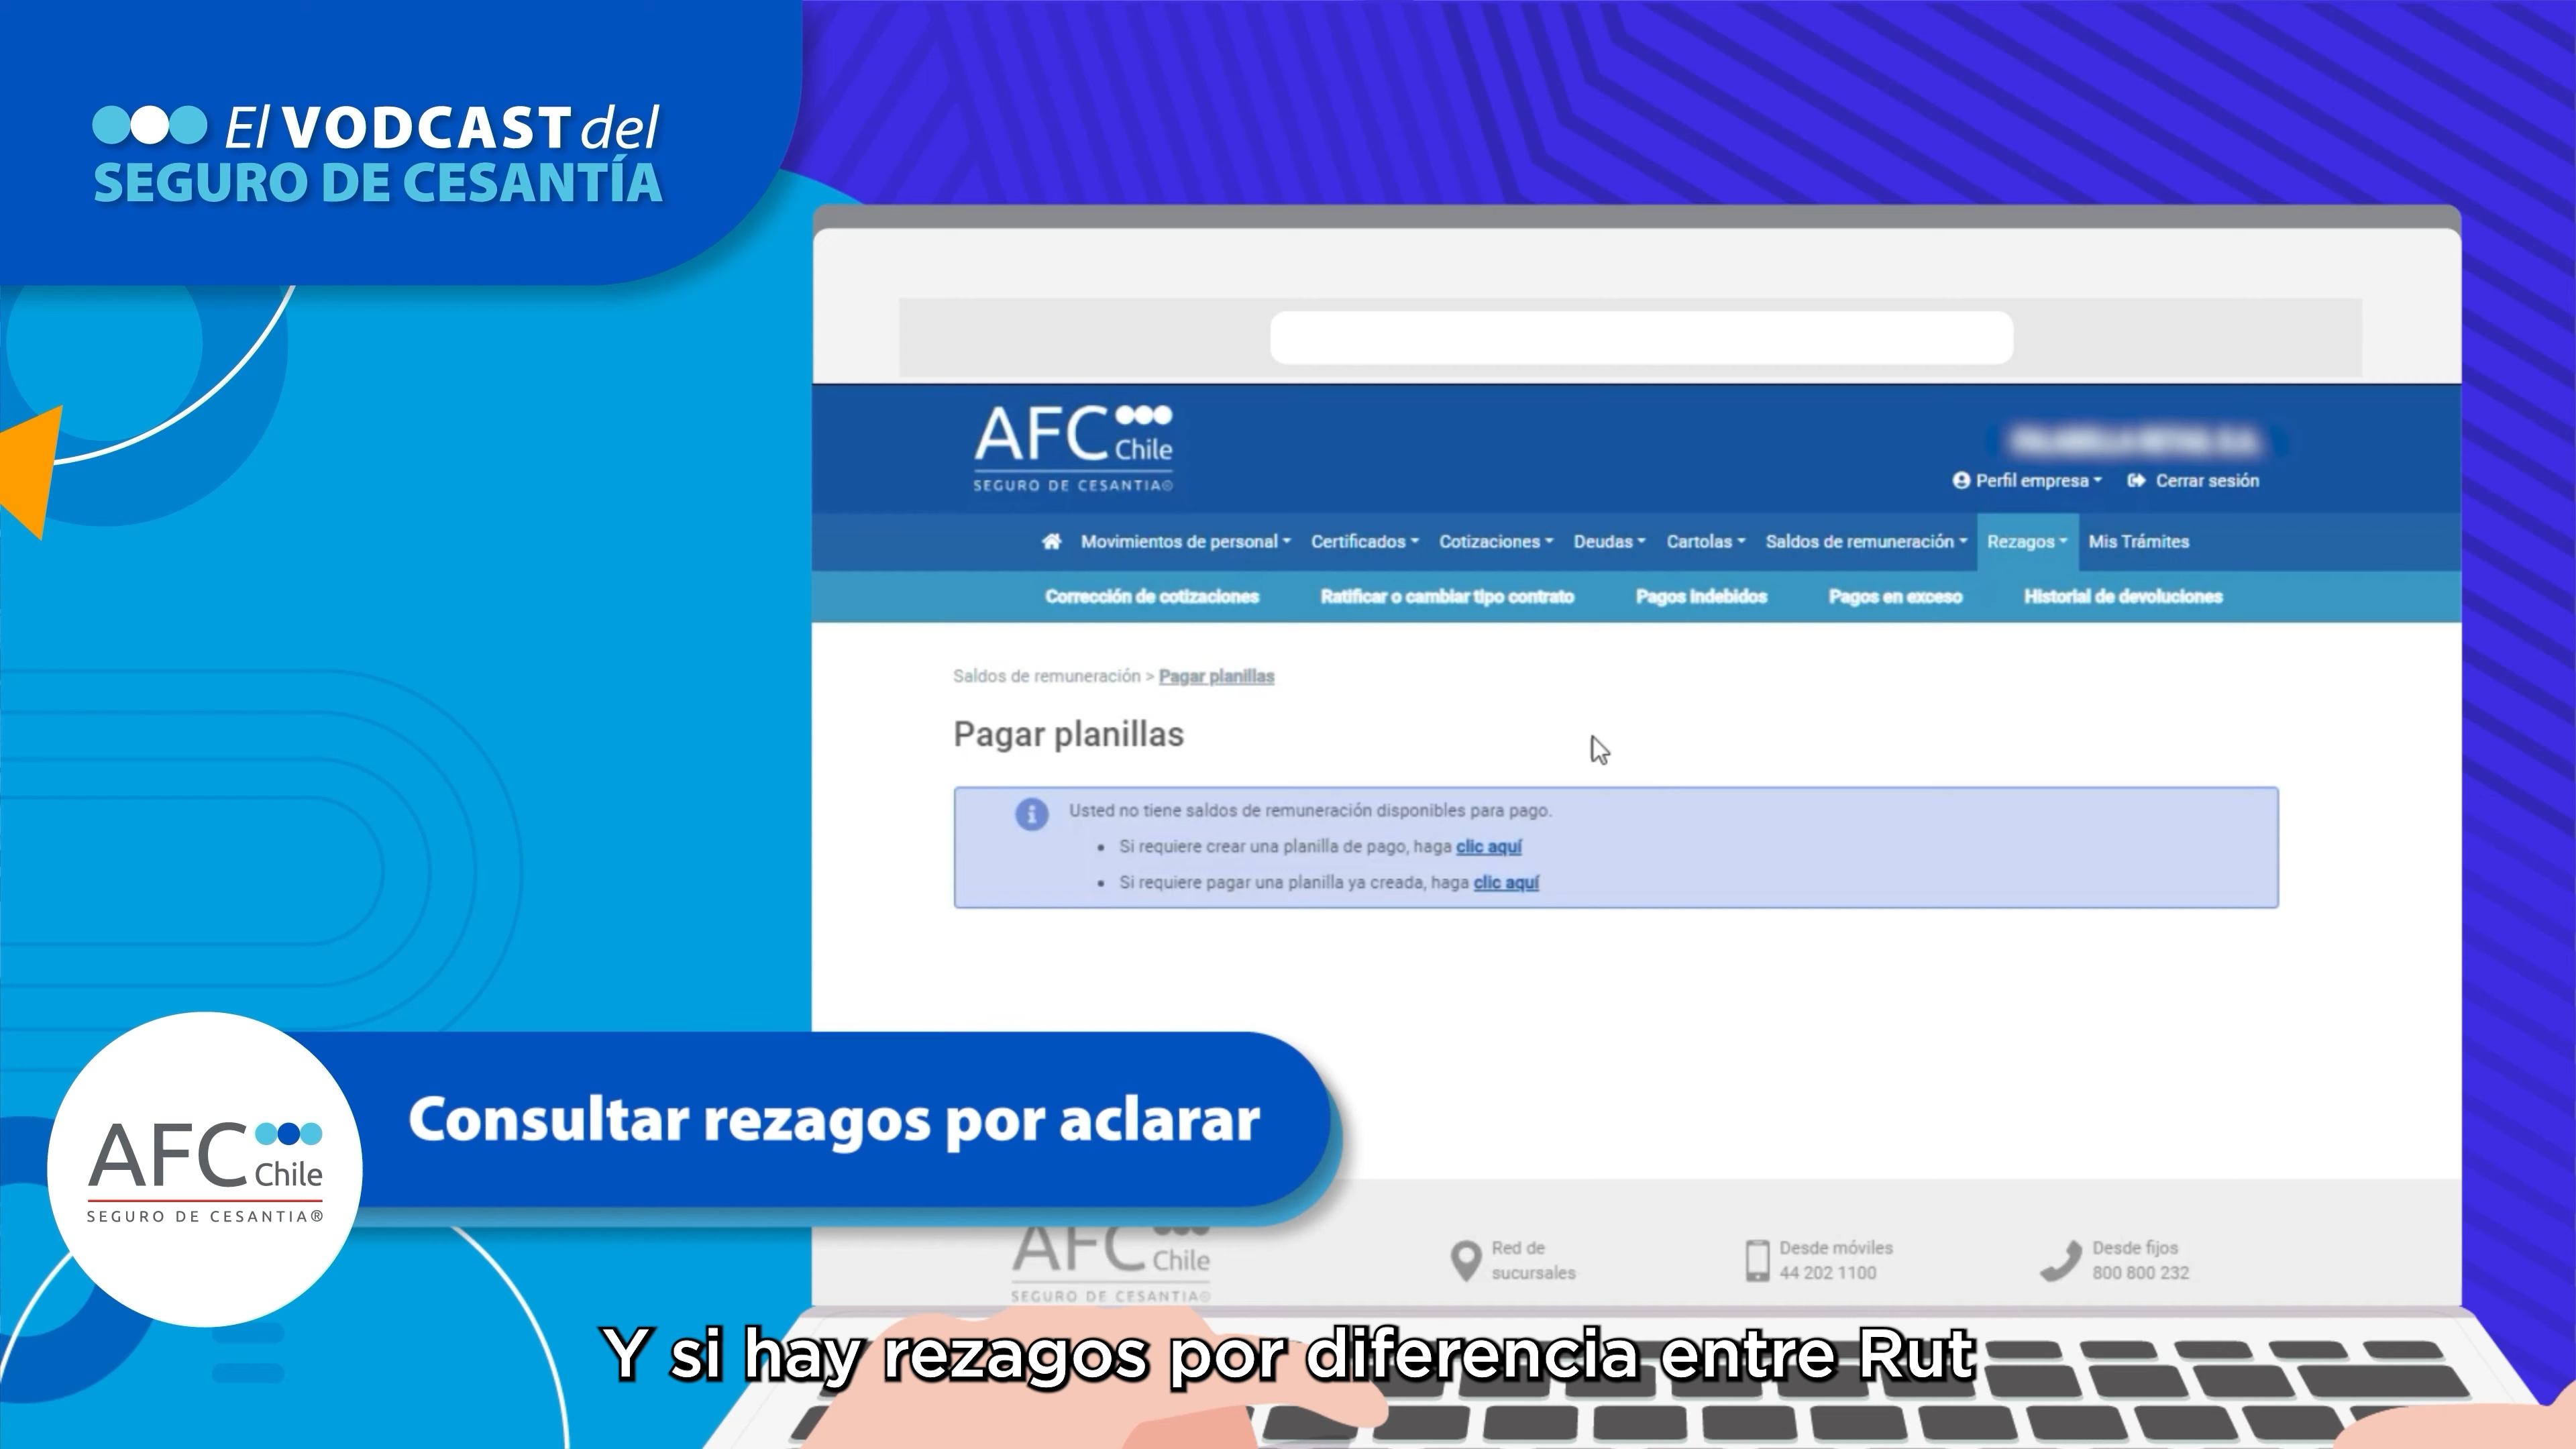 El VODCAST del
SEGURO DE CESANTÍA
AFC Chile
SEGURO DE CESANTIA®
Perfil empresa
Cerrar sesión
Movimientos de personal
Certificados
Cotizaciones
Deudas
Cartolas
Saldos de remuneración
Rezagos
Mis Trámites
Corrección de cotizaciones
Ratificar o cambiar tipo contrato
Pagos indebidos
Pagos en exceso
Historial de devoluciones
Saldos de remuneración > Pagar planillas
Pagar planillas
Usted no tiene saldos de remuneración disponibles para pago.
• Si requiere crear una planilla de pago, haga clic aquí
• Si requiere pagar una planilla ya creada, haga clic aquí
Consultar rezagos por aclarar
AFC Chile
SEGURO DE CESANTIA®
AFC Chile
SEGURO DE CESANTIA®
Red de
sucursales
Desde móviles
44 202 1100
Desde fijos
800 800 232
Y si hay rezagos por diferencia entre Rut